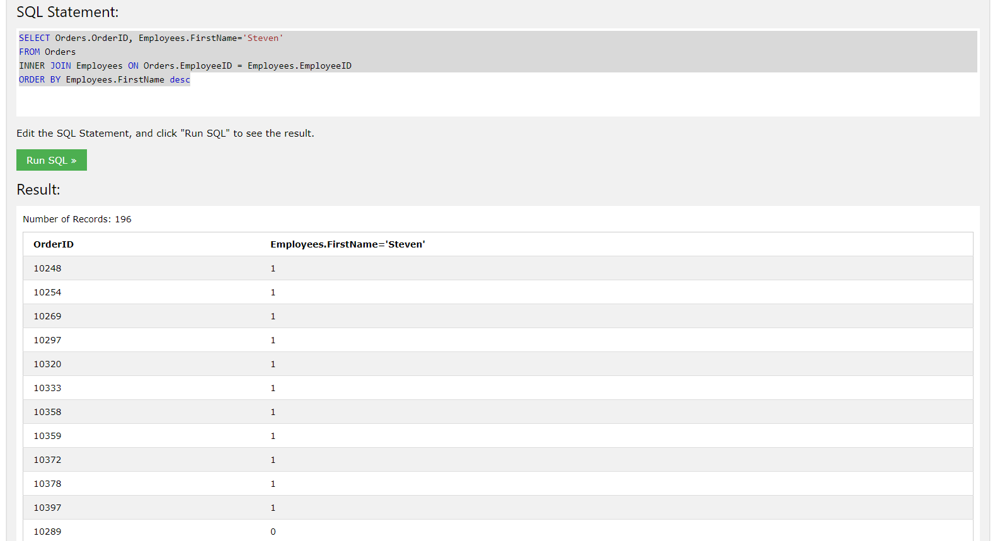 SQL Statement:
SELECT Orders.OrderID, Employees.FirstName='Steven'
FROM Orders
INNER JOIN Employees ON Orders.EmployeeID = Employees.EmployeeID
ORDER BY Employees.FirstName desc
Edit the SQL Statement, and click "Run SQL" to see the result.
Run SQL »
Result:
Number of Records: 196
OrderID Employees.FirstName='Steven'
10248 1
10254 1
10269 1
10297 1
10320 1
10333 1
10358 1
10359 1
10372 1
10378 1
10397 1
10289 0